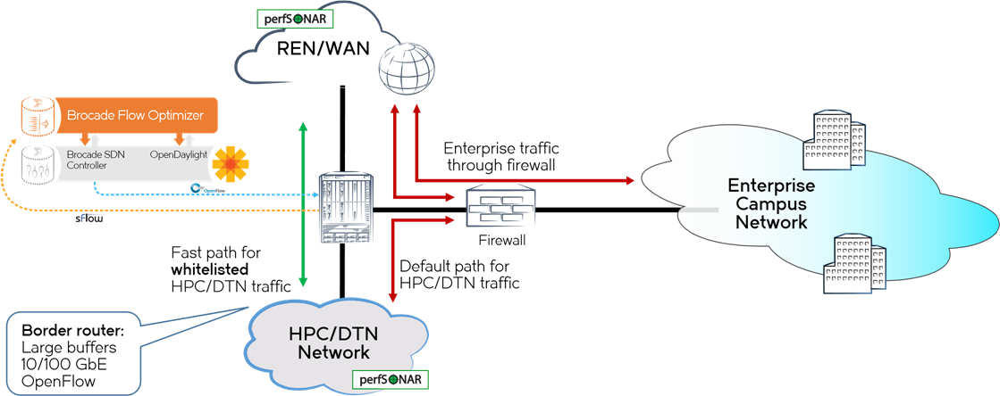 perfSONAR
REN/WAN
Brocade Flow Optimizer
Brocade SDN
Controller
OpenDaylight
OpenFlow
sFlow
Enterprise traffic
through firewall
Enterprise
Campus
Network
Firewall
Fast path for
whitelisted
HPC/DTN traffic
Default path for
HPC/DTN traffic
Border router:
Large buffers
10/100 GbE
OpenFlow
HPC/DTN
Network
perfSONAR